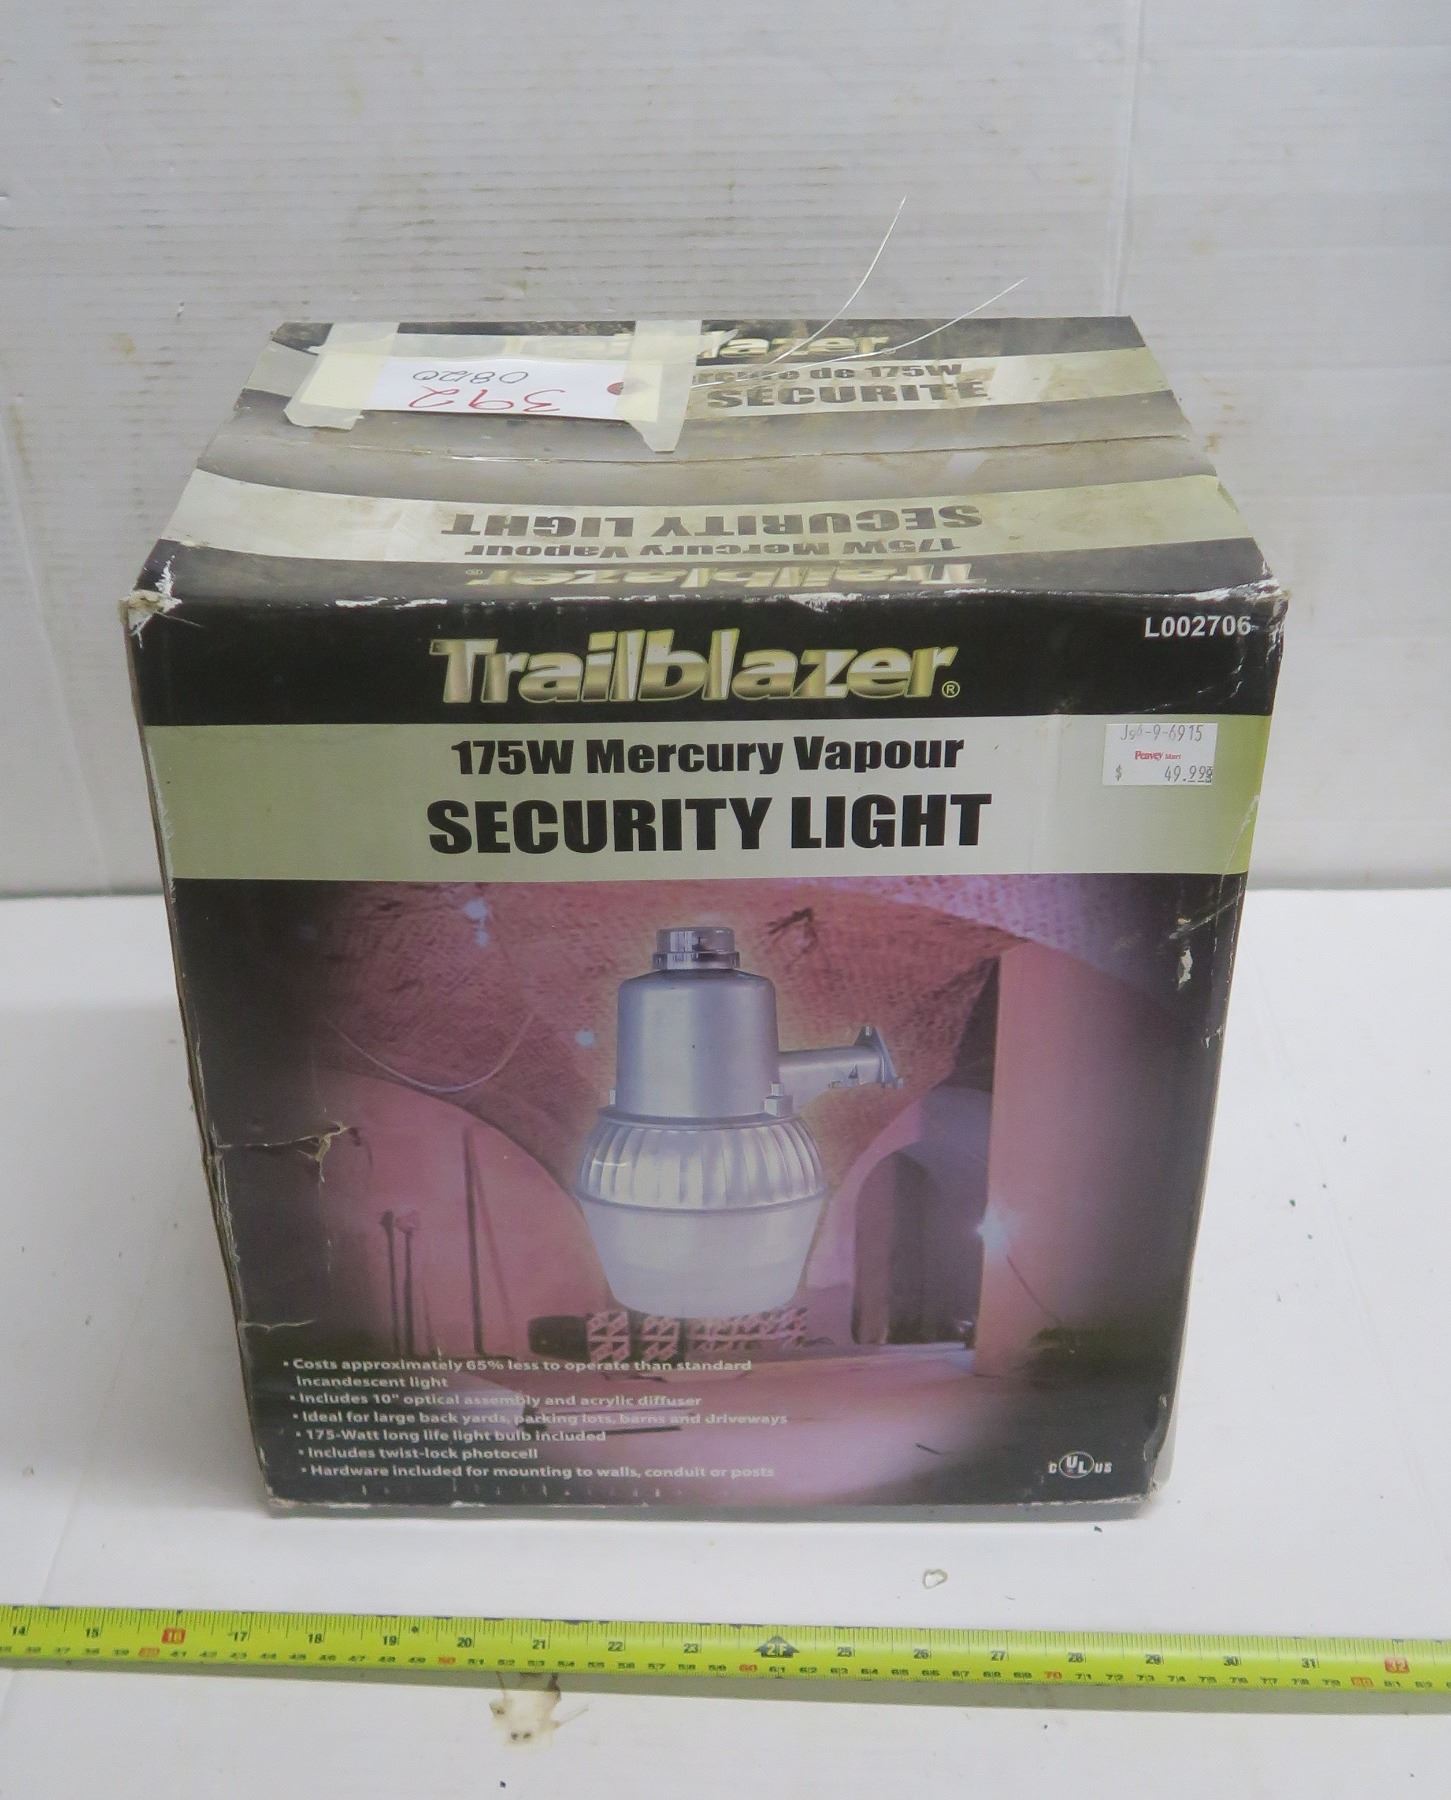 Trailblazer
de 175W
SÉCURITÉ
392
08120
SECURITY LIGHT
175W Mercury Vapour
Trailblazer®
L002706
Trailblazer®
175W Mercury Vapour
SECURITY LIGHT
Peavey Mart
$ 49.99
• Costs approximately 65% less to operate than standard
incandescent light
• Includes 10" optical assembly and acrylic diffuser
• Ideal for large back yards, parking lots, barns and driveways
• 175-Watt long life light bulb included
• Includes twist-lock photocell
• Hardware included for mounting to walls, conduit or posts
C UL US
14 15 16 17 18 19 20 21 22 23 2F 25 26 27 28 29 30 31 32